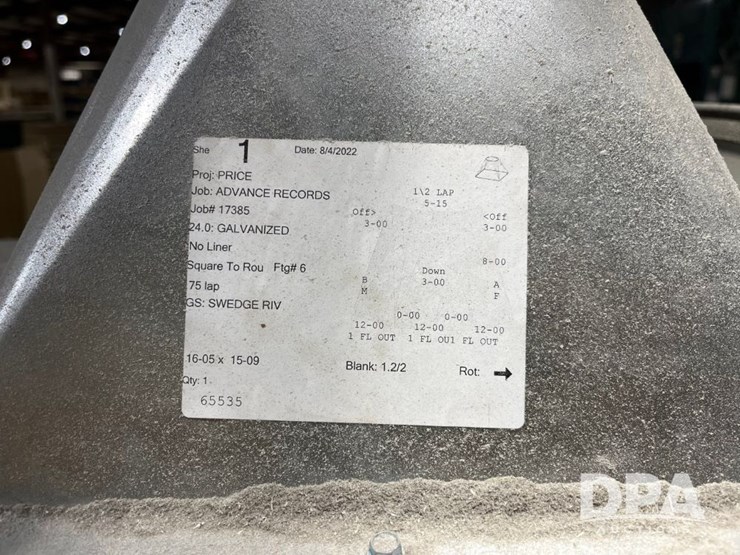 She 1 Date: 8/4/2022
Proj: PRICE
Job: ADVANCE RECORDS 1\2 LAP
5-15
Job# 17385 Off> <Off
24.0: GALVANIZED 3-00 3-00
No Liner
8-00
Square To Rou Ftg# 6 Down
75 lap B 3-00 A
M F
GS: SWEDGE RIV
0-00 0-00
12-00 12-00 12-00
1 FL OUT 1 FL OU1 FL OUT
16-05 x 15-09 Blank: 1.2/2 Rot: →
Qty: 1
65535
DPA
AUCTIONS